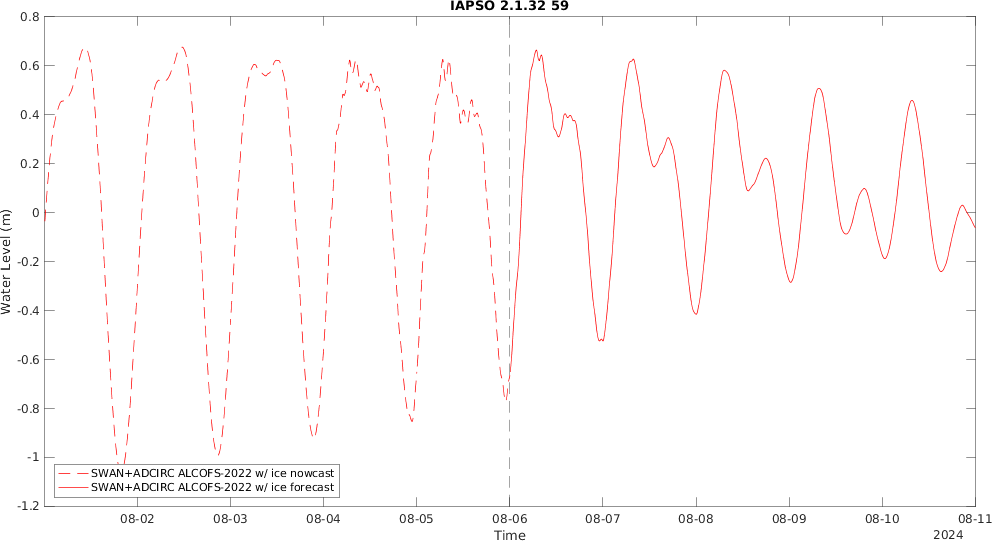 IAPSO 2.1.32 59
0.8
0.6
0.4
0.2
0
-0.2
-0.4
-0.6
-0.8
-1
-1.2
Water Level (m)
SWAN+ADCIRC ALCOFS-2022 w/ ice nowcast
SWAN+ADCIRC ALCOFS-2022 w/ ice forecast
08-02 08-03 08-04 08-05 08-06 08-07 08-08 08-09 08-10 08-11
Time
2024